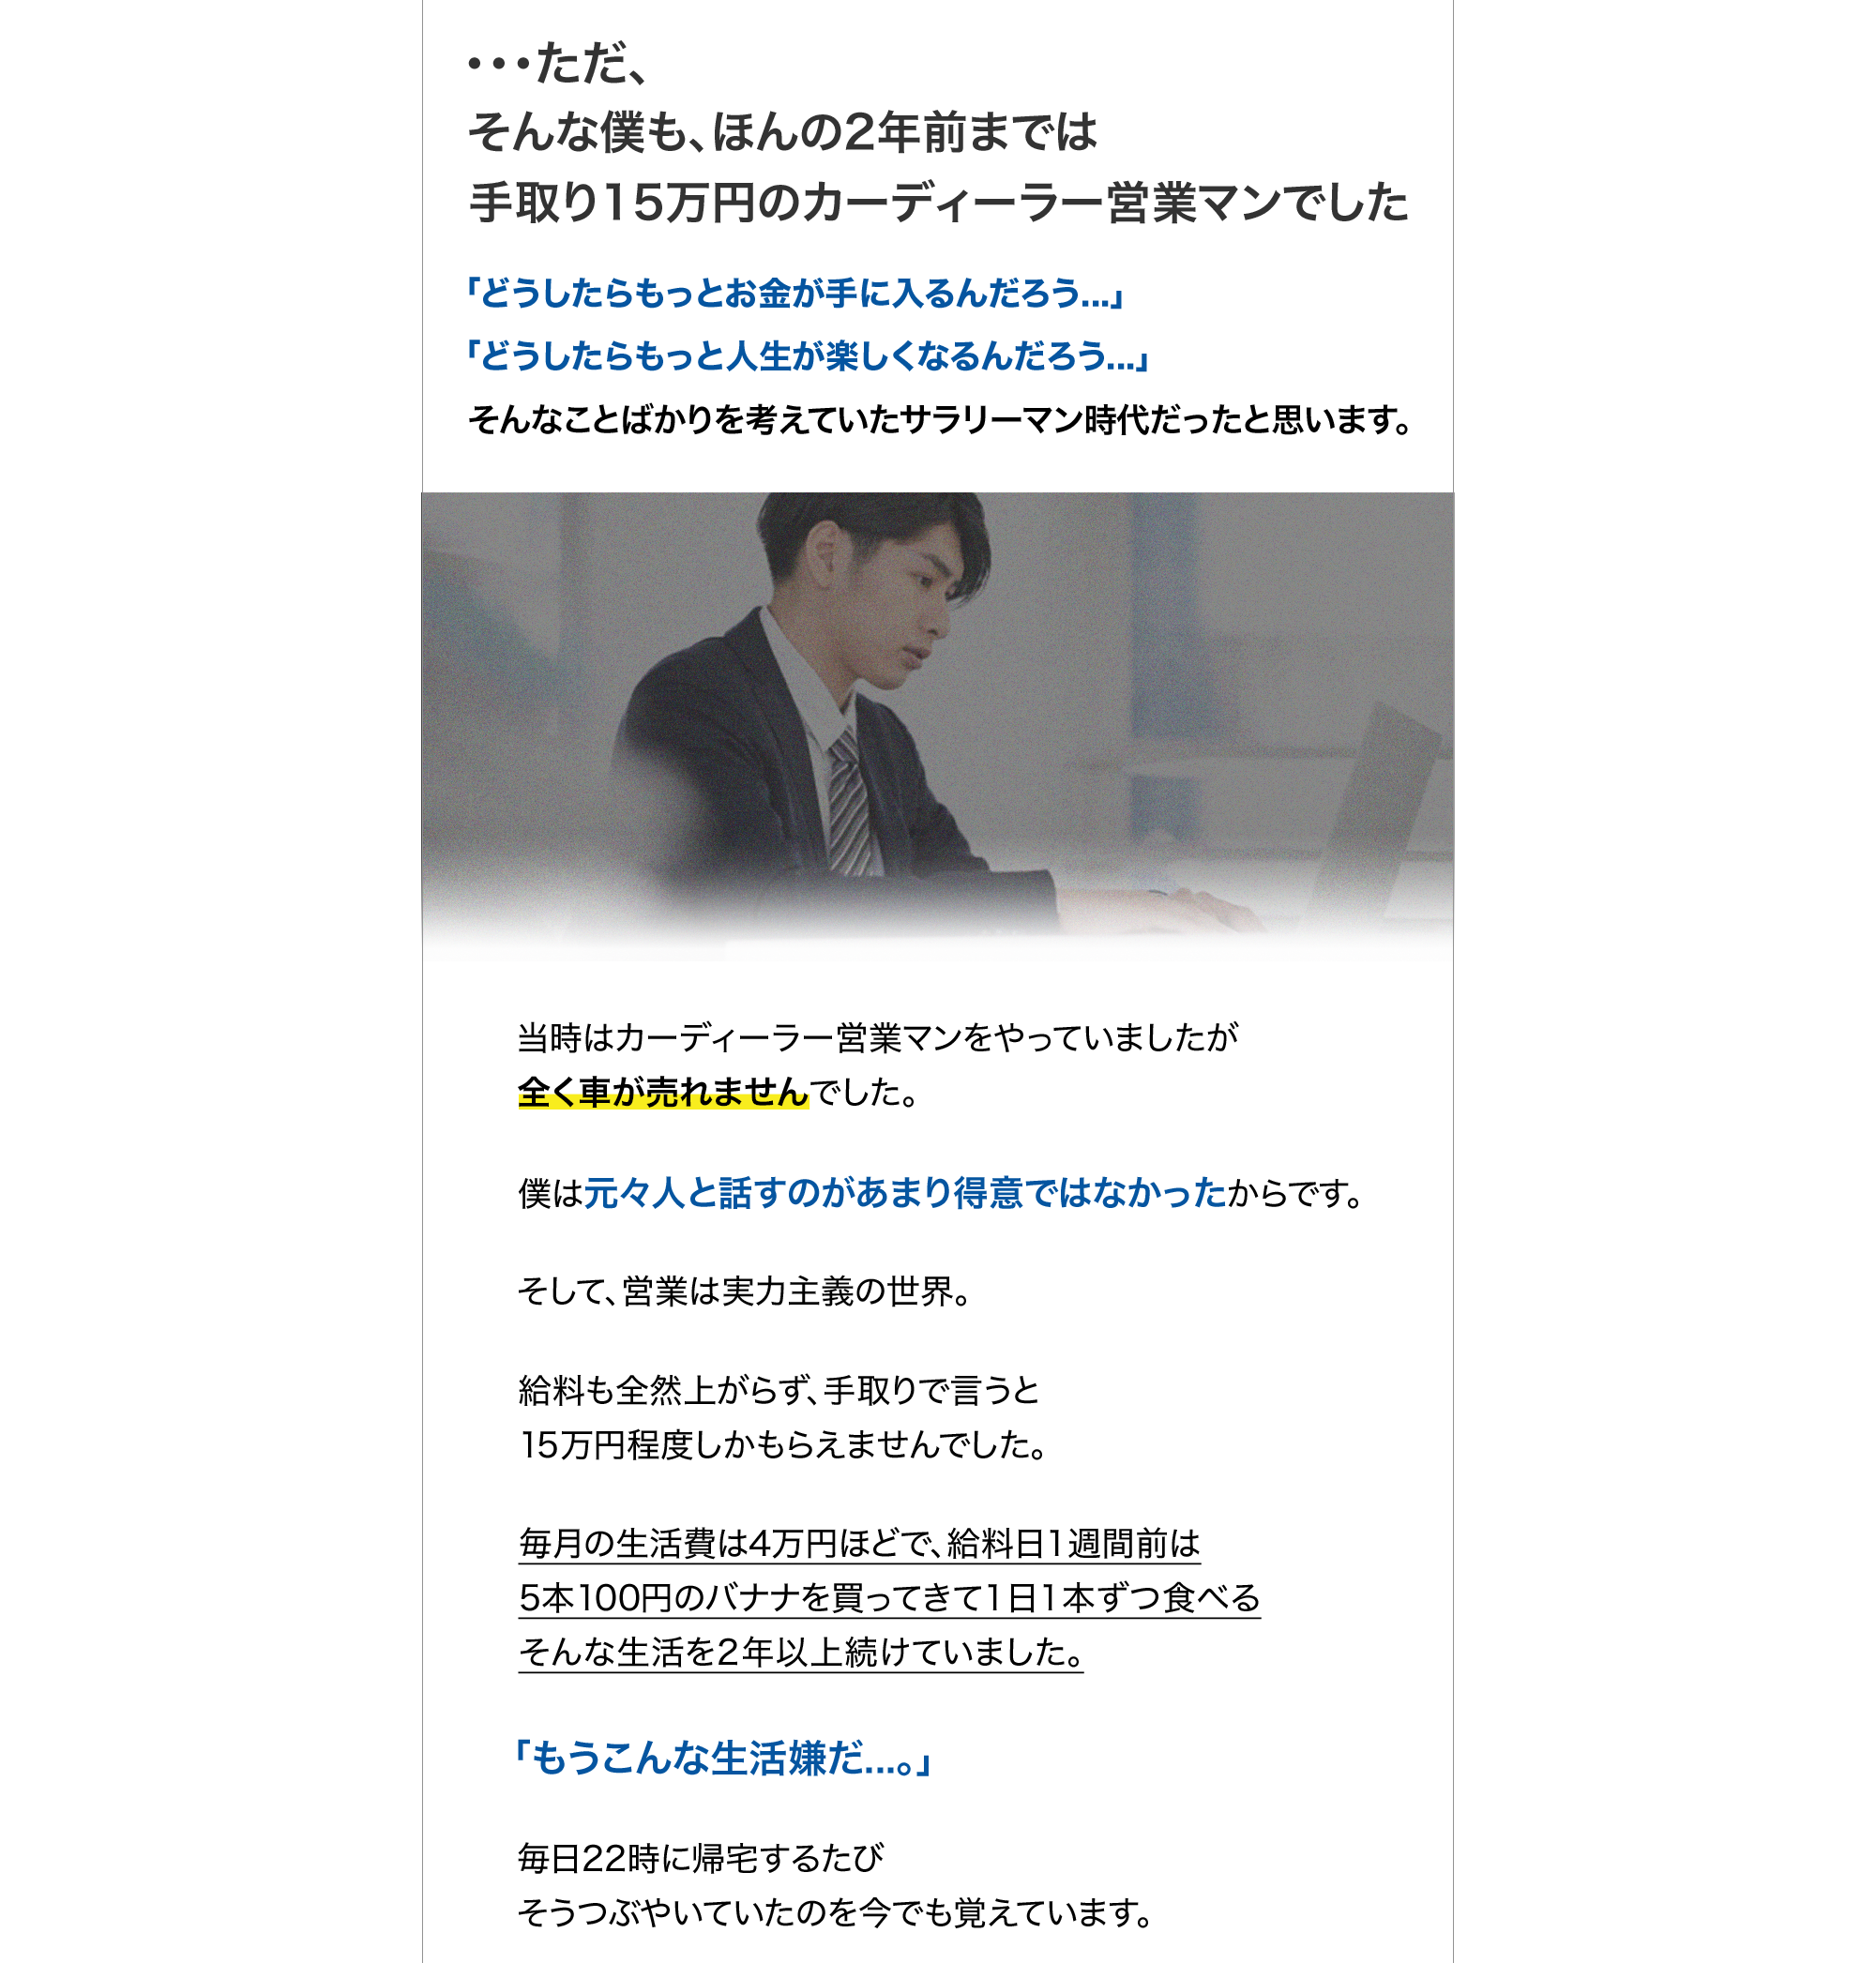 ・・・ただ、
そんな僕も、ほんの2年前までは
手取り15万円のカーディーラー営業マンでした
「どうしたらもっとお金が手に入るんだろう...」
「どうしたらもっと人生が楽しくなるんだろう...」
そんなことばかりを考えていたサラリーマン時代だったと思います。
当時はカーディーラー営業マンをやっていましたが
全く車が売れませんでした。
僕は元々人と話すのがあまり得意ではなかったからです。
そして、営業は実力主義の世界。
給料も全然上がらず、手取りで言うと
15万円程度しかもらえませんでした。
毎月の生活費は4万円ほどで、給料日1週間前は
5本100円のバナナを買ってきて1日1本ずつ食べる
そんな生活を2年以上続けていました。
「もうこんな生活嫌だ...。」
毎日22時に帰宅するたび
そうつぶやいていたのを今でも覚えています。